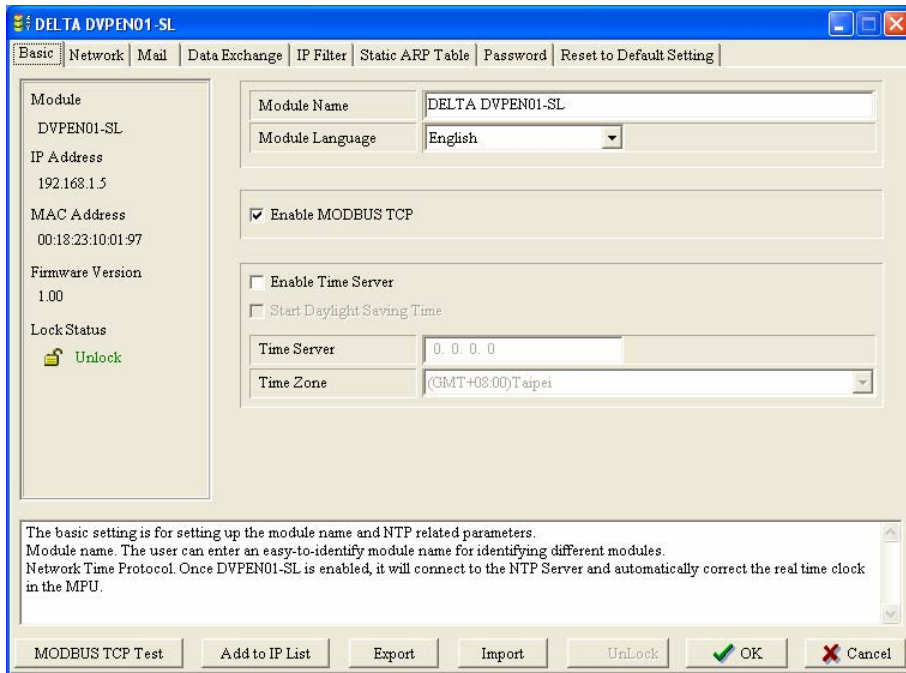 DELTA DVPEN01-SL
Basic
Network
Mail
Data Exchange
IP Filter
Static ARP Table
Password
Reset to Default Setting
Module
DVPEN01-SL
IP Address
192.168.1.5
MAC Address
00:18:23:10:01:97
Firmware Version
1.00
Lock Status
Unlock
Module Name
DELTA DVPEN01-SL
Module Language
English
Enable MODBUS TCP
Enable Time Server
Start Daylight Saving Time
Time Server
0. 0. 0. 0
Time Zone
(GMT+08:00)Taipei
The basic setting is for setting up the module name and NTP related parameters.
Module name. The user can enter an easy-to-identify module name for identifying different modules.
Network Time Protocol. Once DVPEN01-SL is enabled, it will connect to the NTP Server and automatically correct the real time clock
in the MPU.
MODBUS TCP Test
Add to IP List
Export
Import
UnLock
OK
Cancel